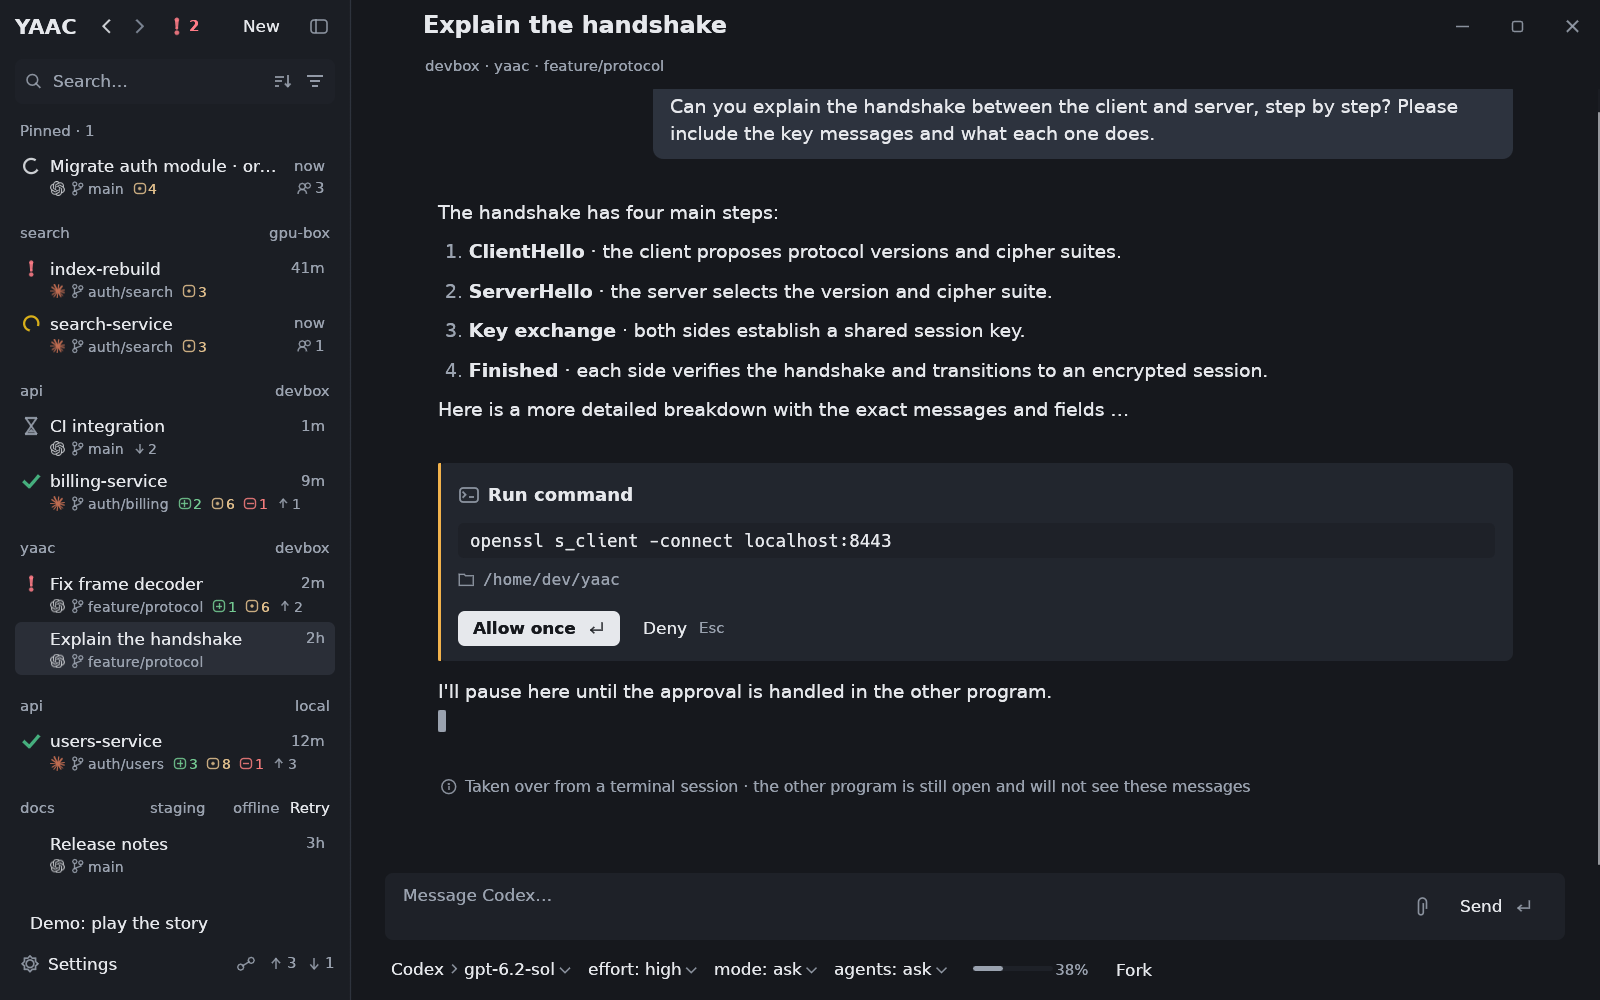 YAAC
2
New
Search...
Pinned · 1
Migrate auth module · or... now
main 4 3
search gpu-box
index-rebuild 41m
auth/search 3
search-service now
auth/search 3 1
api devbox
CI integration 1m
main ↓2
billing-service 9m
auth/billing 2 6 1 ↑1
yaac devbox
Fix frame decoder 2m
feature/protocol 1 6 ↑2
Explain the handshake 2h
feature/protocol
api local
users-service 12m
auth/users 3 8 1 ↑3
docs staging offline Retry
Release notes 3h
main
Demo: play the story
Settings ↑3 ↓1
Explain the handshake
devbox · yaac · feature/protocol
Can you explain the handshake between the client and server, step by step? Please
include the key messages and what each one does.
The handshake has four main steps:
1. ClientHello · the client proposes protocol versions and cipher suites.
2. ServerHello · the server selects the version and cipher suite.
3. Key exchange · both sides establish a shared session key.
4. Finished · each side verifies the handshake and transitions to an encrypted session.
Here is a more detailed breakdown with the exact messages and fields ...
Run command
openssl s_client -connect localhost:8443
/home/dev/yaac
Allow once Deny Esc
I'll pause here until the approval is handled in the other program.
Taken over from a terminal session · the other program is still open and will not see these messages
Message Codex...
Send
Codex gpt-6.2-sol effort: high mode: ask agents: ask 38% Fork